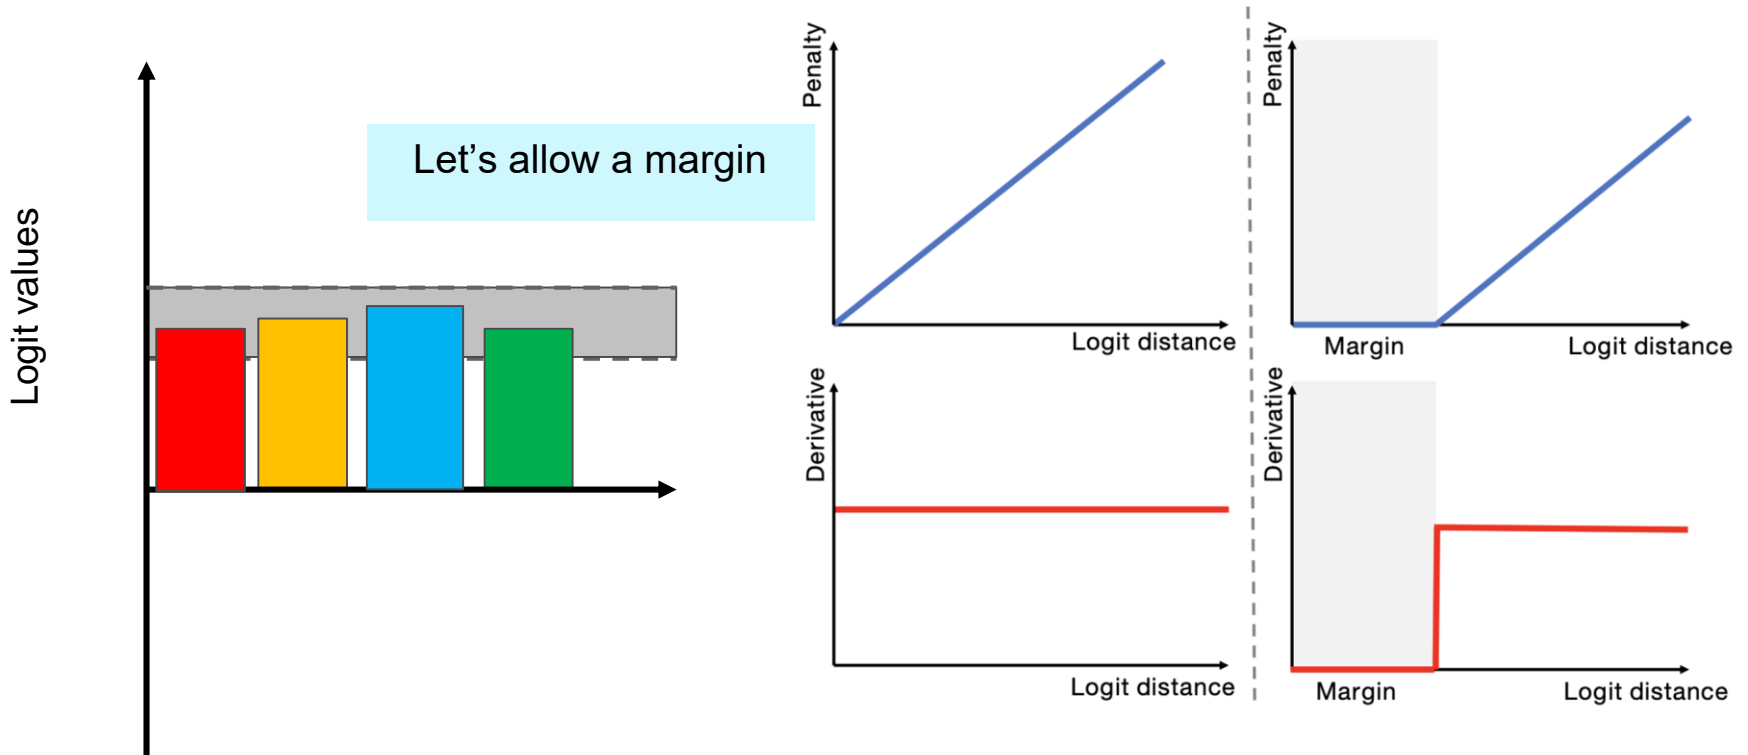 Logit values
Let's allow a margin
Penalty
Logit distance
Penalty
Margin
Logit distance
Derivative
Logit distance
Derivative
Margin
Logit distance